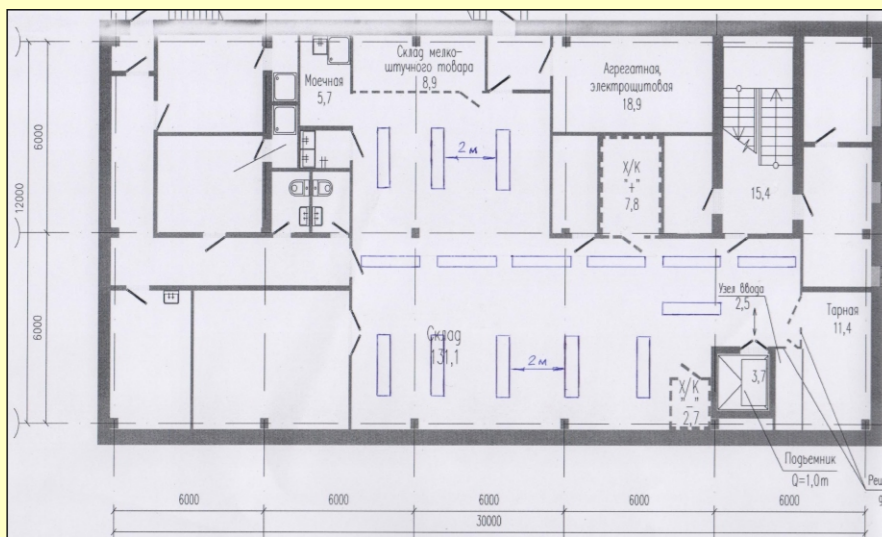 Склад мелко-
штучного товара
8,9
Моечная
5,7
Агрегатная,
электрощитовая
18,9
2 м
Х/К
"+"
7,8
15,4
6000
12000
6000
Узел ввода
2,5
Тарная
11,4
Склад
131,1
2 м
3,7
Х/К
"_"
2,7
Подъемник
Q=1,0т
6000
6000
6000
6000
6000
30000